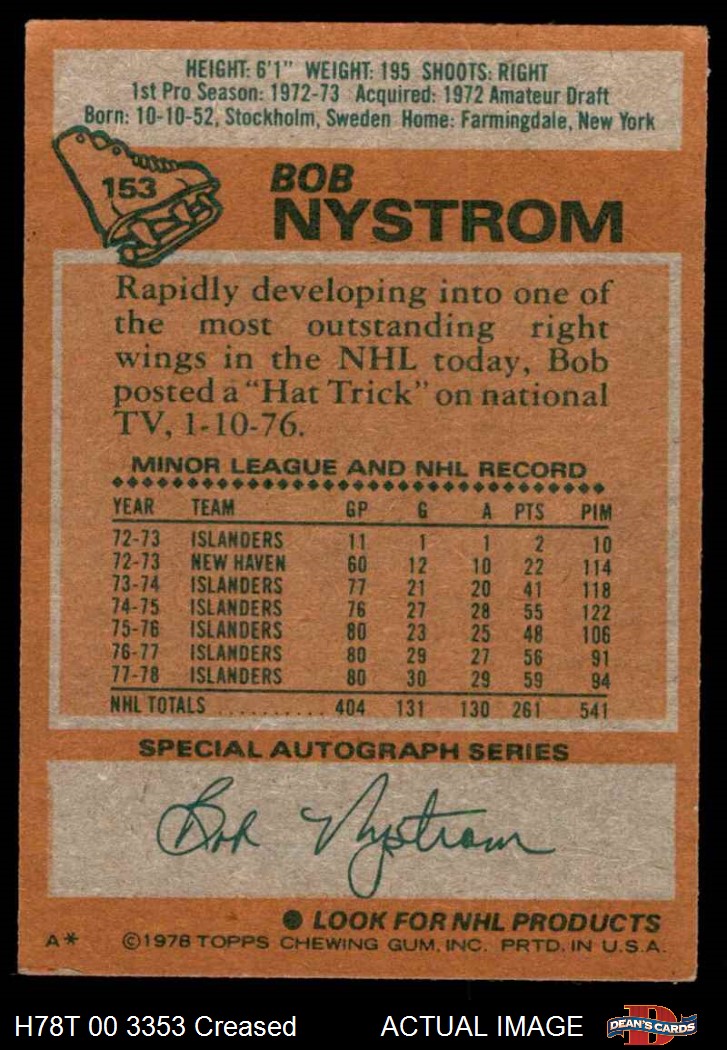 HEIGHT: 6'1" WEIGHT: 195 SHOOTS: RIGHT
1st Pro Season: 1972-73 Acquired: 1972 Amateur Draft
Born: 10-10-52, Stockholm, Sweden Home: Farmingdale, New York
153
BOB
NYSTROM
Rapidly developing into one of
the most outstanding right
wings in the NHL today, Bob
posted a "Hat Trick" on national
TV, 1-10-76.
MINOR LEAGUE AND NHL RECORD
YEAR TEAM GP G A PTS PIM
72-73 ISLANDERS 11 1 1 2 10
72-73 NEW HAVEN 60 12 10 22 114
73-74 ISLANDERS 77 21 20 41 118
74-75 ISLANDERS 76 27 28 55 122
75-76 ISLANDERS 80 23 25 48 106
76-77 ISLANDERS 80 29 27 56 91
77-78 ISLANDERS 80 30 29 59 94
NHL TOTALS .......... 404 131 130 261 541
SPECIAL AUTOGRAPH SERIES
Bob Nystrom
● LOOK FOR NHL PRODUCTS
A* ©1978 TOPPS CHEWING GUM, INC. PRTD. IN U.S.A.
H78T 00 3353 Creased ACTUAL IMAGE
D
DEAN'S CARDS